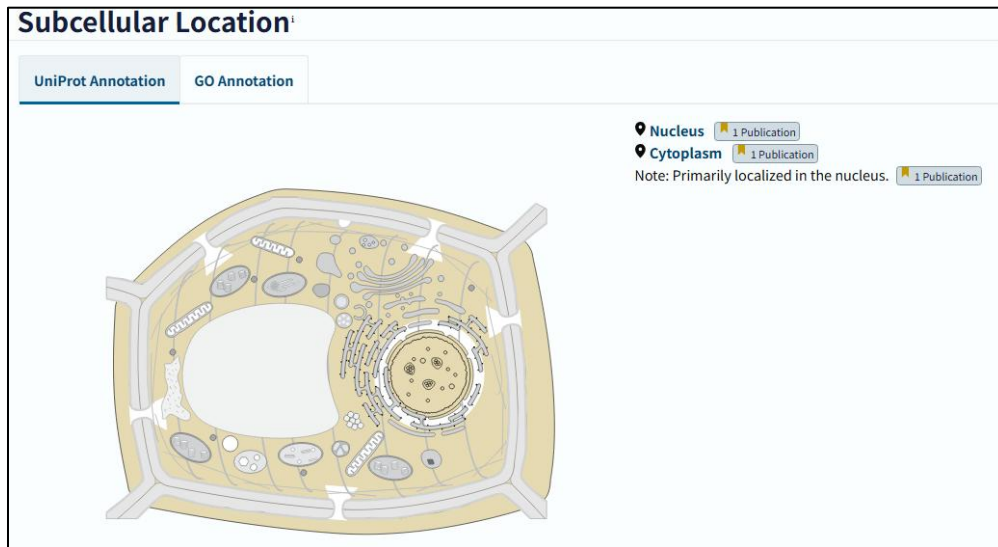 Subcellular Locationⁱ
UniProt Annotation GO Annotation
Nucleus 1 Publication
Cytoplasm 1 Publication
Note: Primarily localized in the nucleus. 1 Publication